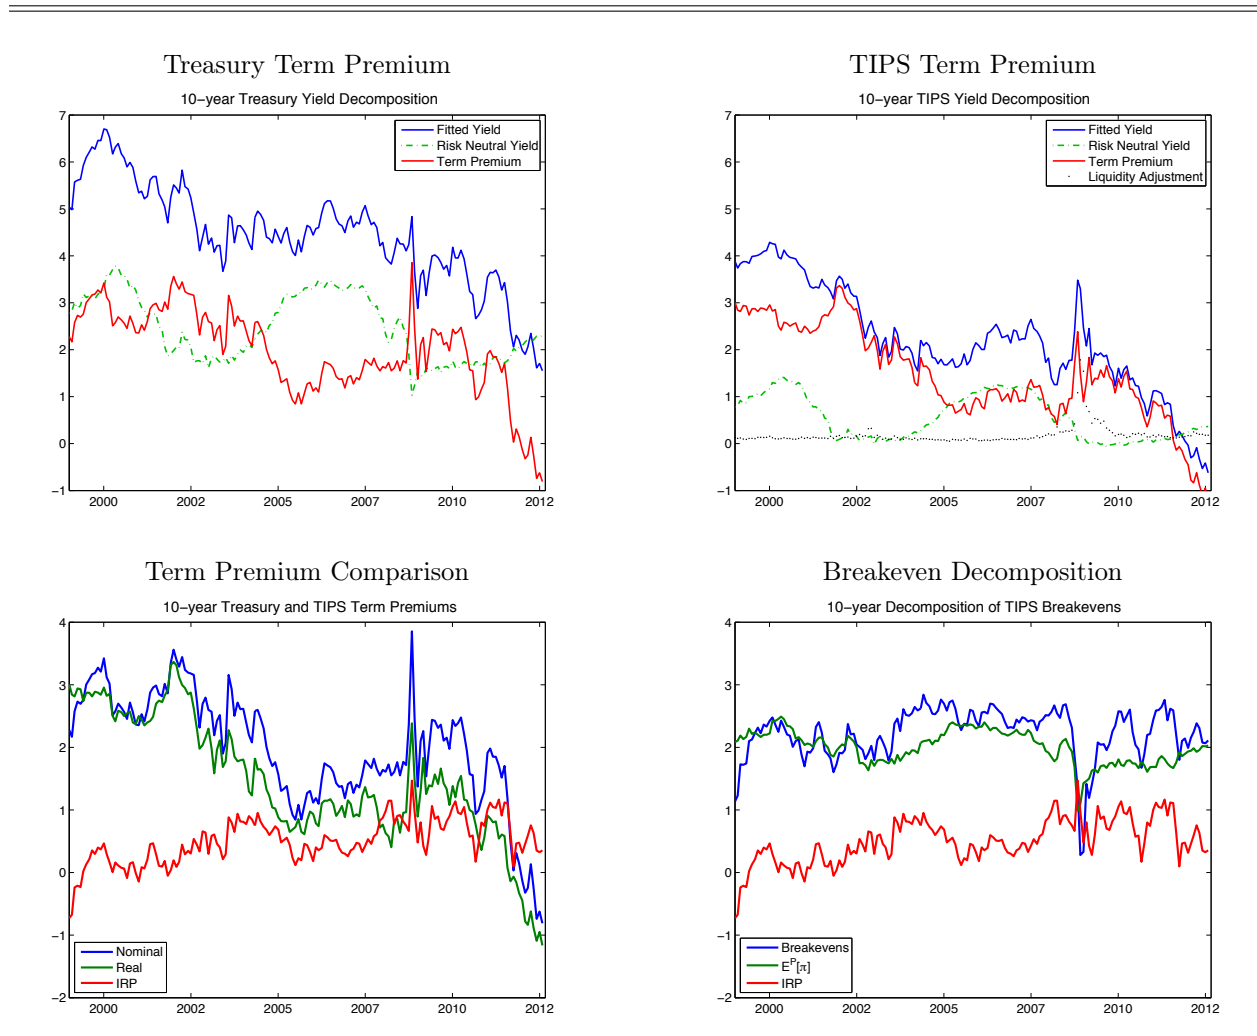 Treasury Term Premium
10−year Treasury Yield Decomposition
7
6
5
4
3
2
1
0
−1
2000 2002 2005 2007 2010 2012
Fitted Yield
Risk Neutral Yield
Term Premium
TIPS Term Premium
10−year TIPS Yield Decomposition
7
6
5
4
3
2
1
0
−1
2000 2002 2005 2007 2010 2012
Fitted Yield
Risk Neutral Yield
Term Premium
Liquidity Adjustment
Term Premium Comparison
10−year Treasury and TIPS Term Premiums
4
3
2
1
0
−1
−2
2000 2002 2005 2007 2010 2012
Nominal
Real
IRP
Breakeven Decomposition
10−year Decomposition of TIPS Breakevens
4
3
2
1
0
−1
−2
2000 2002 2005 2007 2010 2012
Breakevens
E^P[π]
IRP